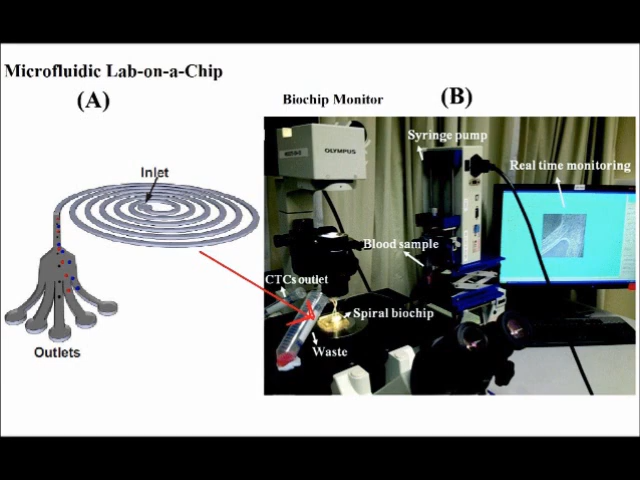 Microfluidic Lab-on-a-Chip
(A)
Inlet
Outlets
Biochip Monitor
(B)
OLYMPUS
Syringe pump
Real time monitoring
Blood sample
CTCs outlet
Spiral biochip
Waste